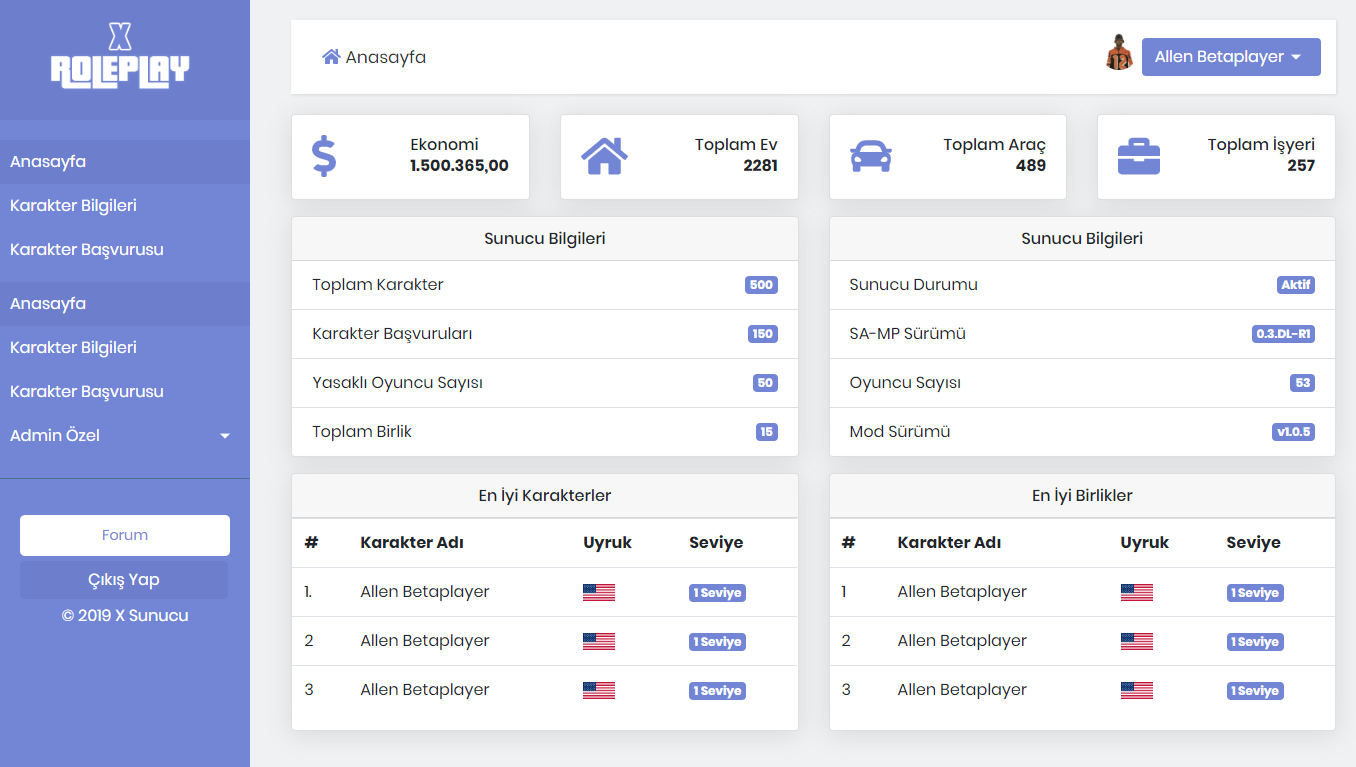 X
ROLEPLAY
Anasayfa
Karakter Bilgileri
Karakter Başvurusu
Anasayfa
Karakter Bilgileri
Karakter Başvurusu
Admin Özel
Forum
Çıkış Yap
© 2019 X Sunucu
Anasayfa
Allen Betaplayer
Ekonomi
1.500.365,00
Toplam Ev
2281
Toplam Araç
489
Toplam İşyeri
257
Sunucu Bilgileri
Toplam Karakter 500
Karakter Başvuruları 150
Yasaklı Oyuncu Sayısı 50
Toplam Birlik 15
Sunucu Bilgileri
Sunucu Durumu Aktif
SA-MP Sürümü 0.3.DL-R1
Oyuncu Sayısı 53
Mod Sürümü v1.0.5
En İyi Karakterler
# Karakter Adı Uyruk Seviye
1. Allen Betaplayer 1 Seviye
2 Allen Betaplayer 1 Seviye
3 Allen Betaplayer 1 Seviye
En İyi Birlikler
# Karakter Adı Uyruk Seviye
1 Allen Betaplayer 1 Seviye
2 Allen Betaplayer 1 Seviye
3 Allen Betaplayer 1 Seviye